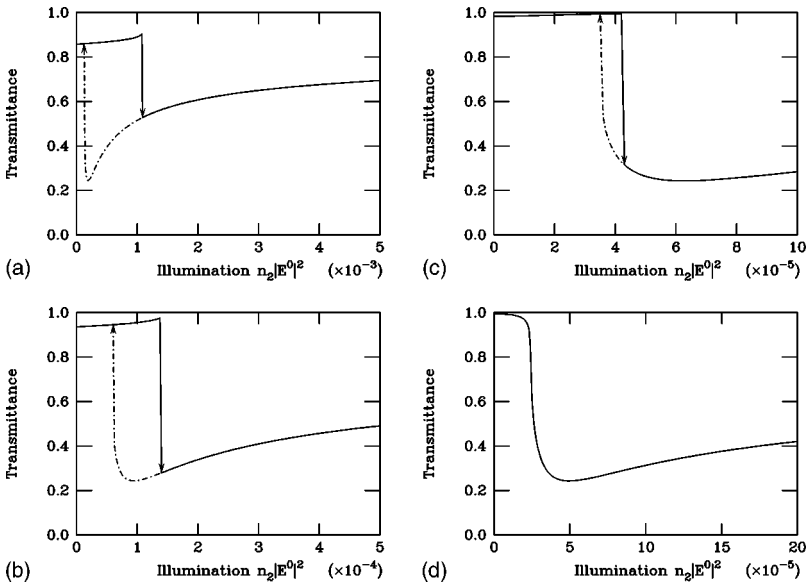 1.0
0.8
0.6
0.4
0.2
0.0
Transmittance
0 1 2 3 4 5
(a) Illumination n₂|E⁰|² (×10⁻³)
1.0
0.8
0.6
0.4
0.2
0.0
Transmittance
0 2 4 6 8 10
(c) Illumination n₂|E⁰|² (×10⁻⁵)
1.0
0.8
0.6
0.4
0.2
0.0
Transmittance
0 1 2 3 4 5
(b) Illumination n₂|E⁰|² (×10⁻⁴)
1.0
0.8
0.6
0.4
0.2
0.0
Transmittance
0 5 10 15 20
(d) Illumination n₂|E⁰|² (×10⁻⁵)